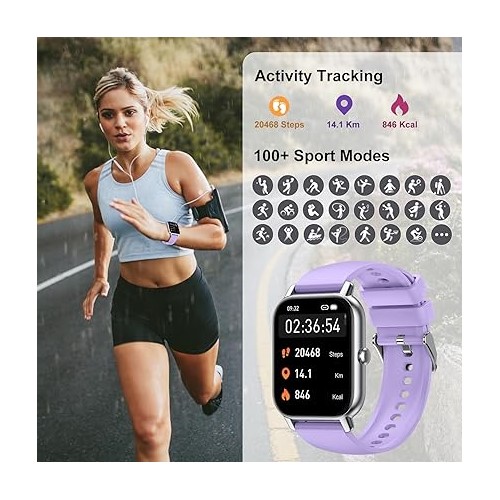 Activity Tracking
20468 Steps 14.1 Km 846 Kcal
100+ Sport Modes
09:32
02:36:54
20468 Steps
14.1 Km
846 Kcal